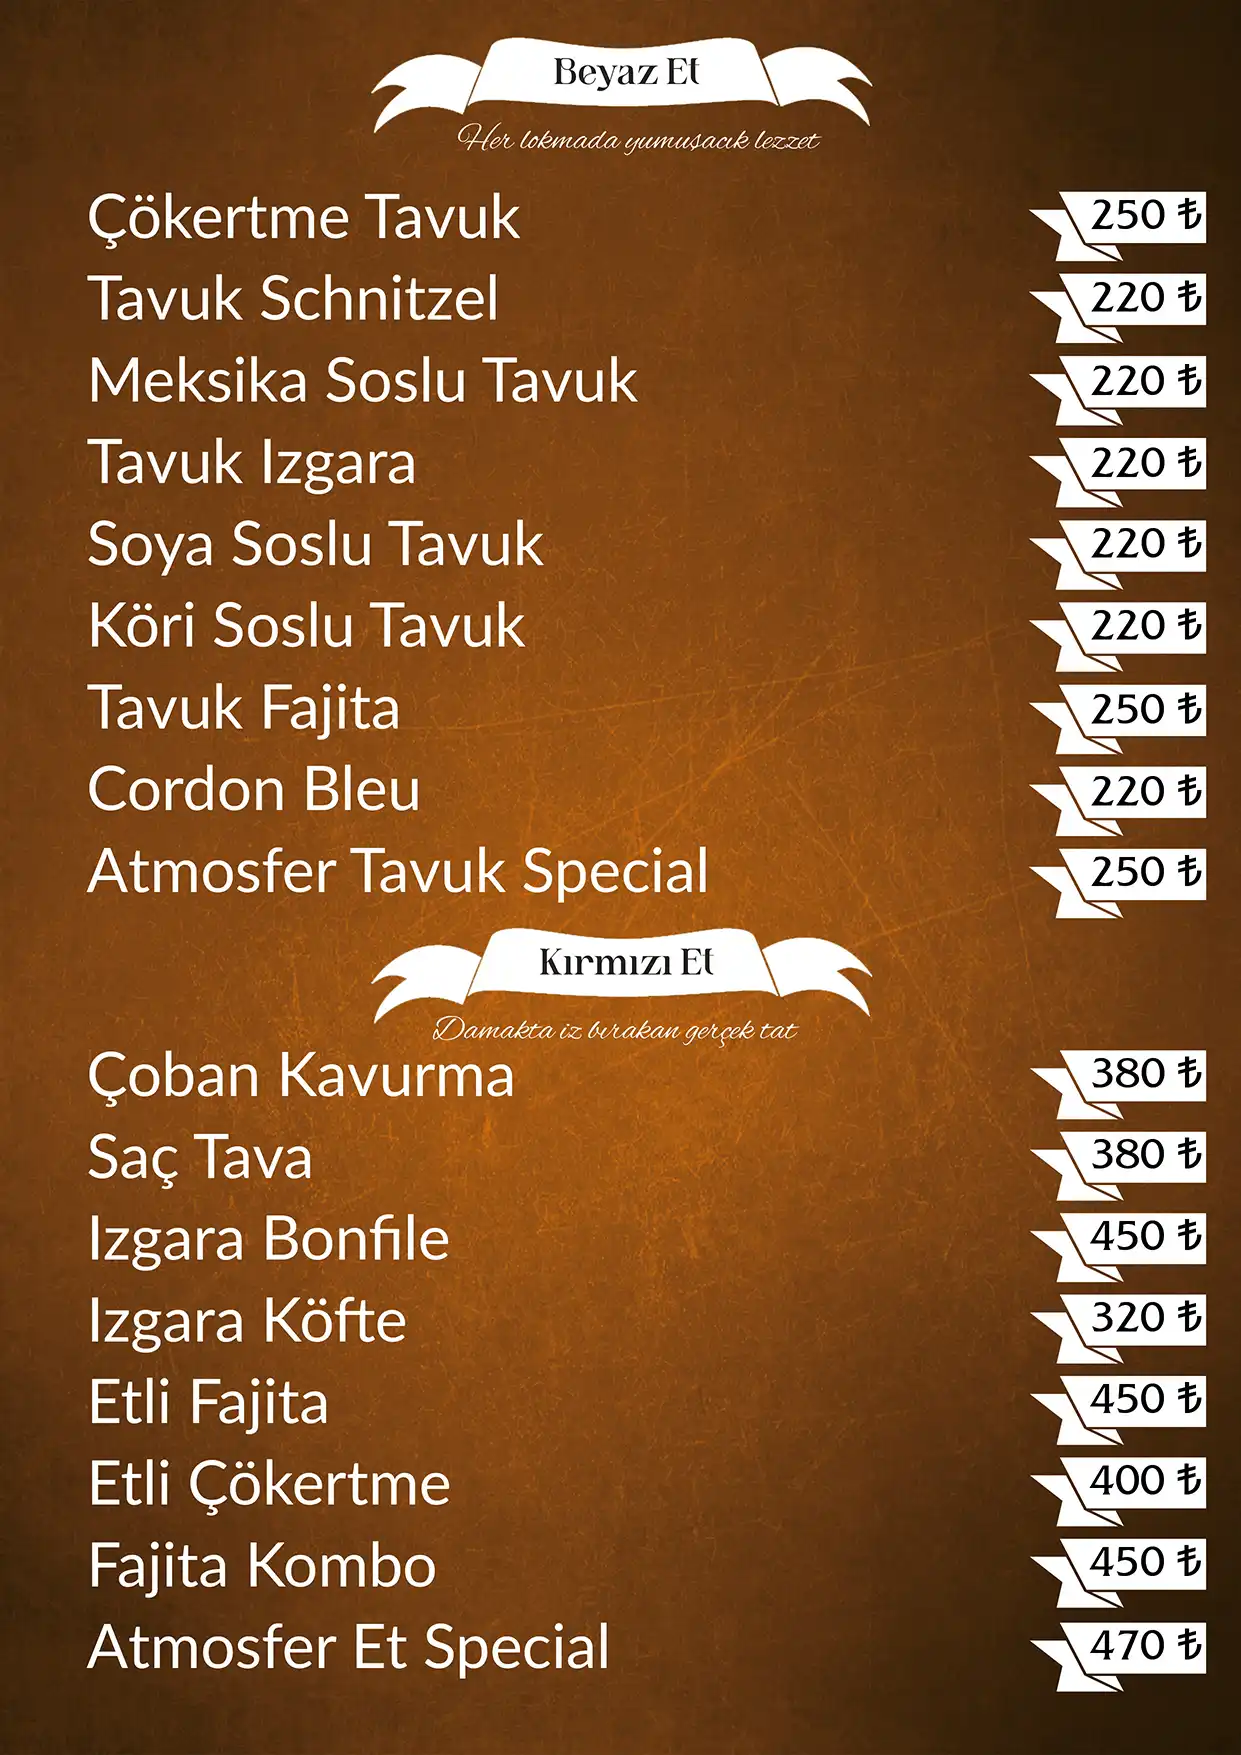 Beyaz Et
Her lokmada yumuşacık lezzet
Çökertme Tavuk 250 ₺
Tavuk Schnitzel 220 ₺
Meksika Soslu Tavuk 220 ₺
Tavuk Izgara 220 ₺
Soya Soslu Tavuk 220 ₺
Köri Soslu Tavuk 220 ₺
Tavuk Fajita 250 ₺
Cordon Bleu 220 ₺
Atmosfer Tavuk Special 250 ₺
Kırmızı Et
Damakta iz bırakan gerçek tat
Çoban Kavurma 380 ₺
Saç Tava 380 ₺
Izgara Bonfile 450 ₺
Izgara Köfte 320 ₺
Etli Fajita 450 ₺
Etli Çökertme 400 ₺
Fajita Kombo 450 ₺
Atmosfer Et Special 470 ₺